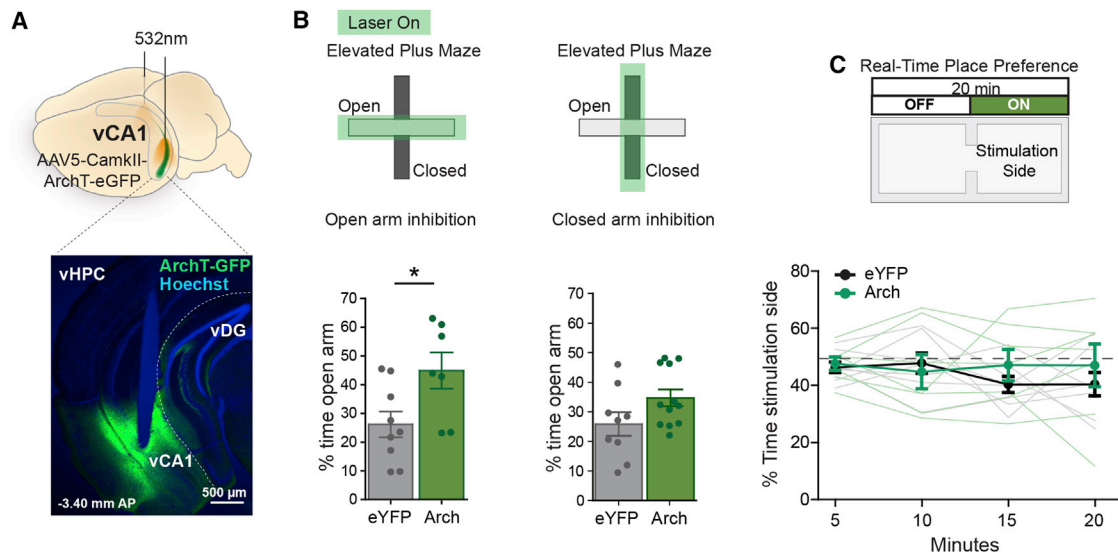 A
532nm
vCA1
AAV5-CamkII-
ArchT-eGFP
vHPC
ArchT-GFP
Hoechst
vDG
vCA1
-3.40 mm AP
500 µm
B
Laser On
Elevated Plus Maze
Open
Closed
Open arm inhibition
*
% time open arm
70
60
50
40
30
20
10
0
eYFP
Arch
Elevated Plus Maze
Open
Closed
Closed arm inhibition
% time open arm
70
60
50
40
30
20
10
0
eYFP
Arch
C
Real-Time Place Preference
20 min
OFF
ON
Stimulation
Side
eYFP
Arch
% Time stimulation side
80
60
40
20
0
5
10
15
20
Minutes